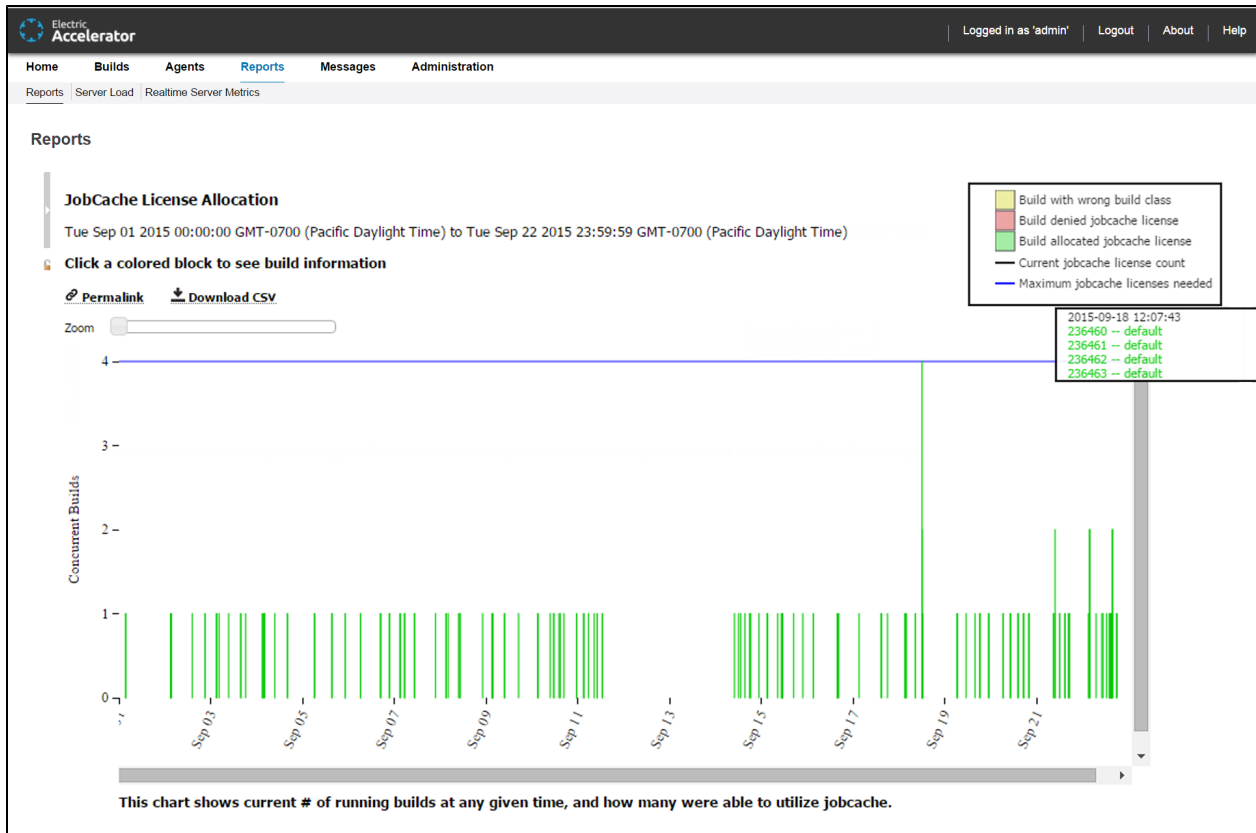 Electric
Accelerator
Logged in as 'admin' Logout About Help
Home Builds Agents Reports Messages Administration
Reports Server Load Realtime Server Metrics
Reports
JobCache License Allocation
Tue Sep 01 2015 00:00:00 GMT-0700 (Pacific Daylight Time) to Tue Sep 22 2015 23:59:59 GMT-0700 (Pacific Daylight Time)
Click a colored block to see build information
Permalink Download CSV
Zoom
Build with wrong build class
Build denied jobcache license
Build allocated jobcache license
Current jobcache license count
Maximum jobcache licenses needed
2015-09-18 12:07:43
236460 -- default
236461 -- default
236462 -- default
236463 -- default
4
3
2
1
0
Concurrent Builds
Sep 03
Sep 05
Sep 07
Sep 09
Sep 11
Sep 13
Sep 15
Sep 17
Sep 19
Sep 21
This chart shows current # of running builds at any given time, and how many were able to utilize jobcache.